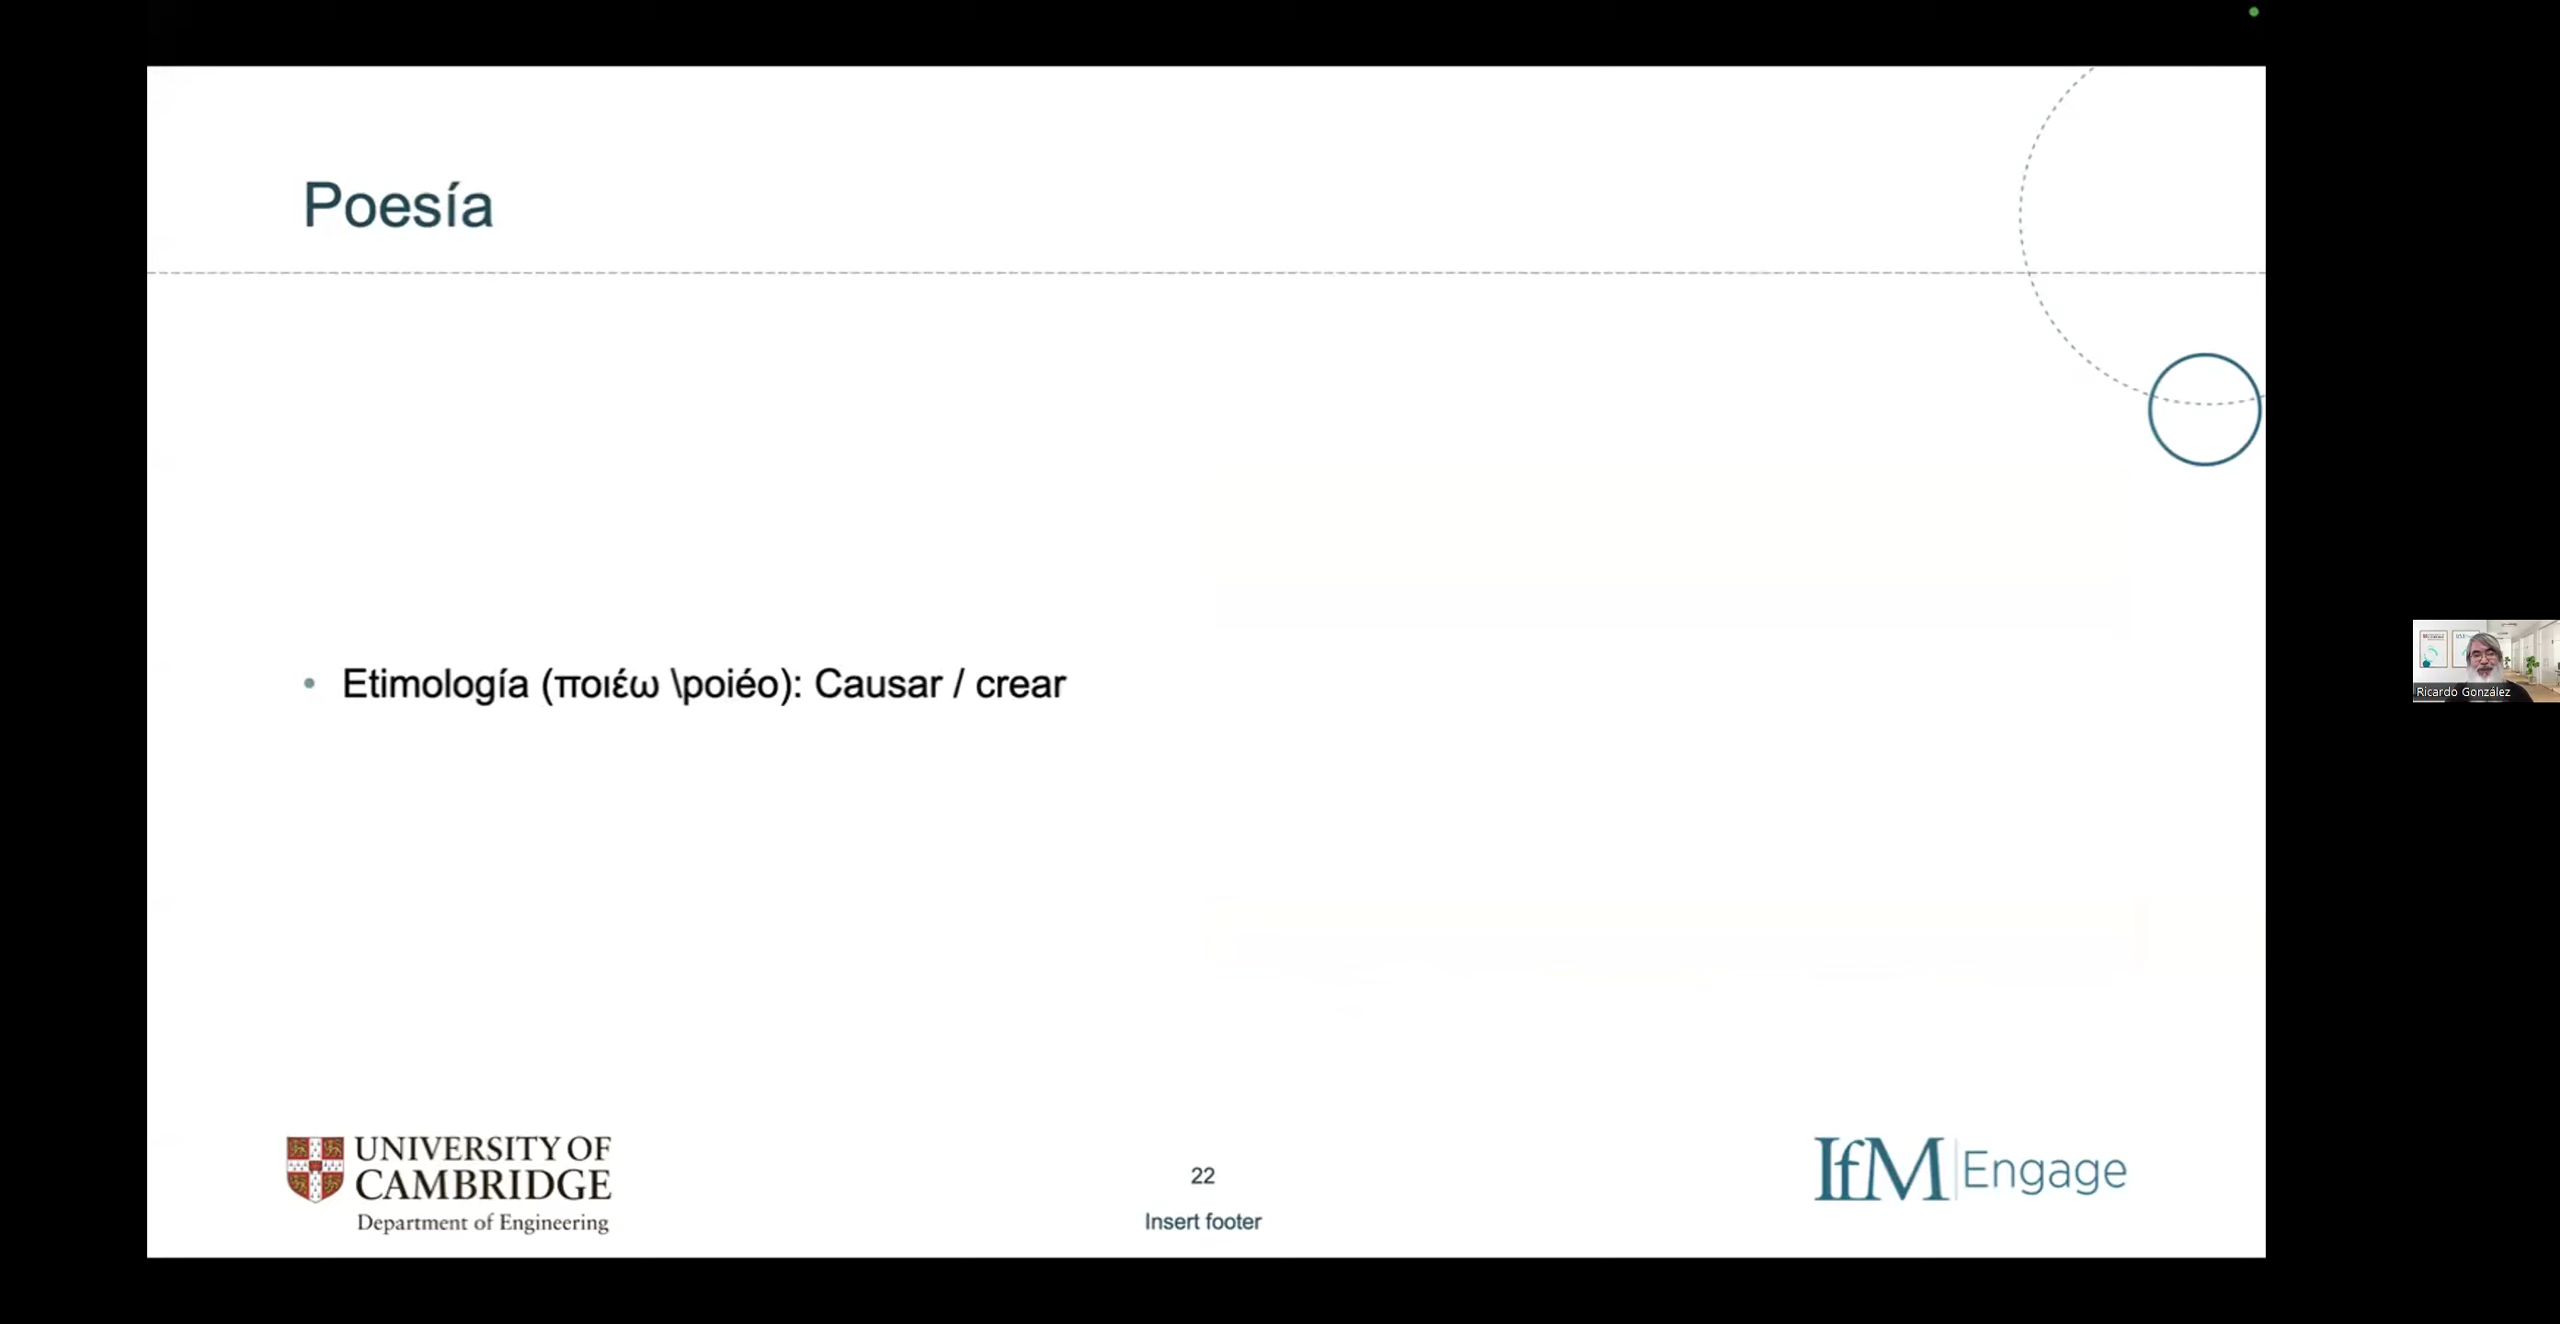 Poesía
• Etimología (ποιέω \poiéo): Causar / crear
Ricardo González
UNIVERSITY OF
CAMBRIDGE
Department of Engineering
22
Insert footer
IfM Engage